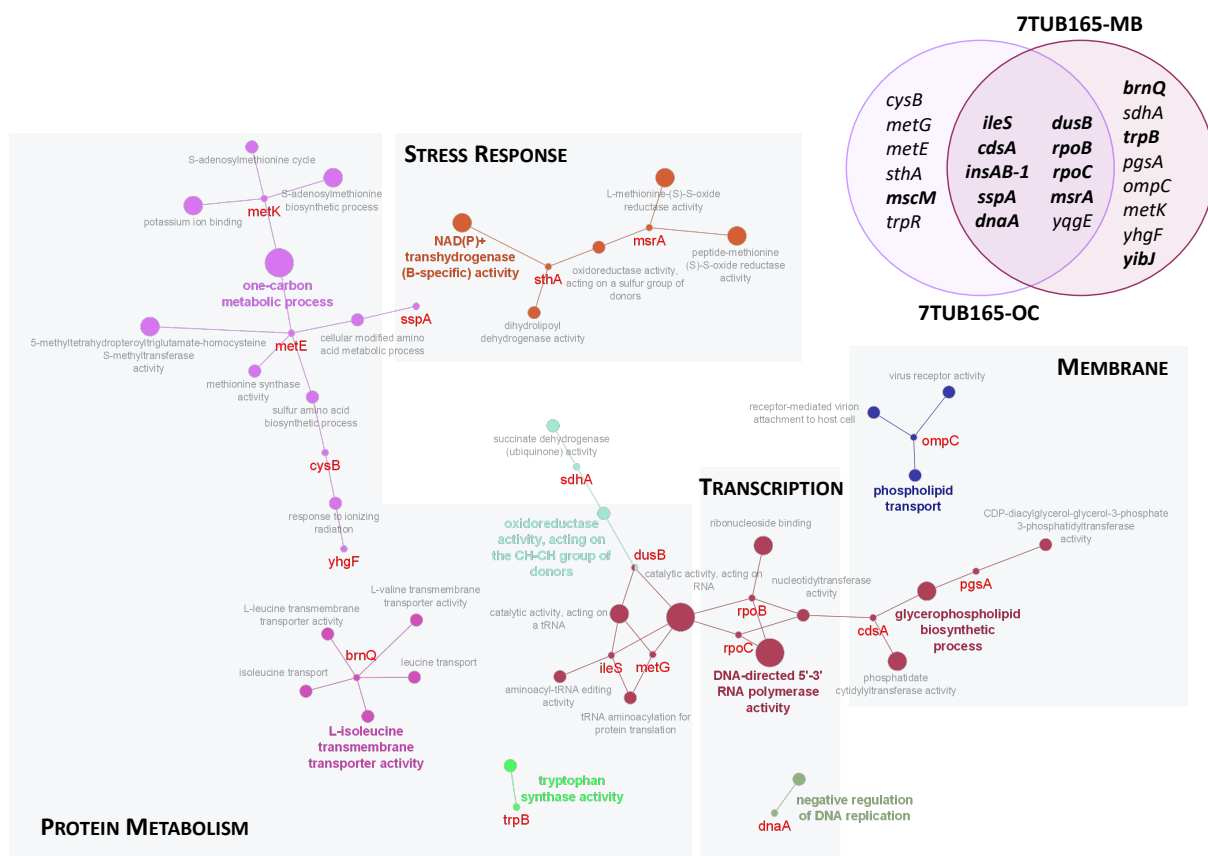 7TUB165-MB
cysB
metG
metE
sthA
mscM
trpR
ileS
cdsA
insAB-1
sspA
dnaA
dusB
rpoB
rpoC
msrA
yqgE
brnQ
sdhA
trpB
pgsA
ompC
metK
yhgF
yibJ
7TUB165-OC
S-adenosylmethionine cycle
S-adenosylmethionine
biosynthetic process
potassium ion binding
metK
one-carbon
metabolic process
5-methyltetrahydropteroyltriglutamate-homocysteine
S-methyltransferase
activity
metE
methionine synthase
activity
cellular modified amino
acid metabolic process
sspA
sulfur amino acid
biosynthetic process
cysB
response to ionizing
radiation
yhgF
STRESS RESPONSE
L-methionine-(S)-S-oxide
reductase activity
NAD(P)+
transhydrogenase
(B-specific) activity
msrA
sthA
oxidoreductase activity,
acting on a sulfur group of
donors
peptide-methionine
(S)-S-oxide reductase
activity
dihydrolipoyl
dehydrogenase activity
MEMBRANE
virus receptor activity
receptor-mediated virion
attachment to host cell
ompC
phospholipid
transport
CDP-diacylglycerol-glycerol-3-phosphate
3-phosphatidyltransferase
activity
pgsA
glycerophospholipid
biosynthetic
process
cdsA
phosphatidate
cytidylyltransferase activity
succinate dehydrogenase
(ubiquinone) activity
sdhA
oxidoreductase
activity, acting on
the CH-CH group of
donors
TRANSCRIPTION
ribonucleoside binding
dusB
catalytic activity, acting on
RNA
nucleotidyltransferase
activity
rpoB
rpoC
DNA-directed 5'-3'
RNA polymerase
activity
catalytic activity, acting on
a tRNA
ileS
metG
aminoacyl-tRNA editing
activity
tRNA aminoacylation for
protein translation
L-valine transmembrane
transporter activity
L-leucine transmembrane
transporter activity
brnQ
isoleucine transport
leucine transport
L-isoleucine
transmembrane
transporter activity
tryptophan
synthase activity
trpB
negative regulation
of DNA replication
dnaA
PROTEIN METABOLISM